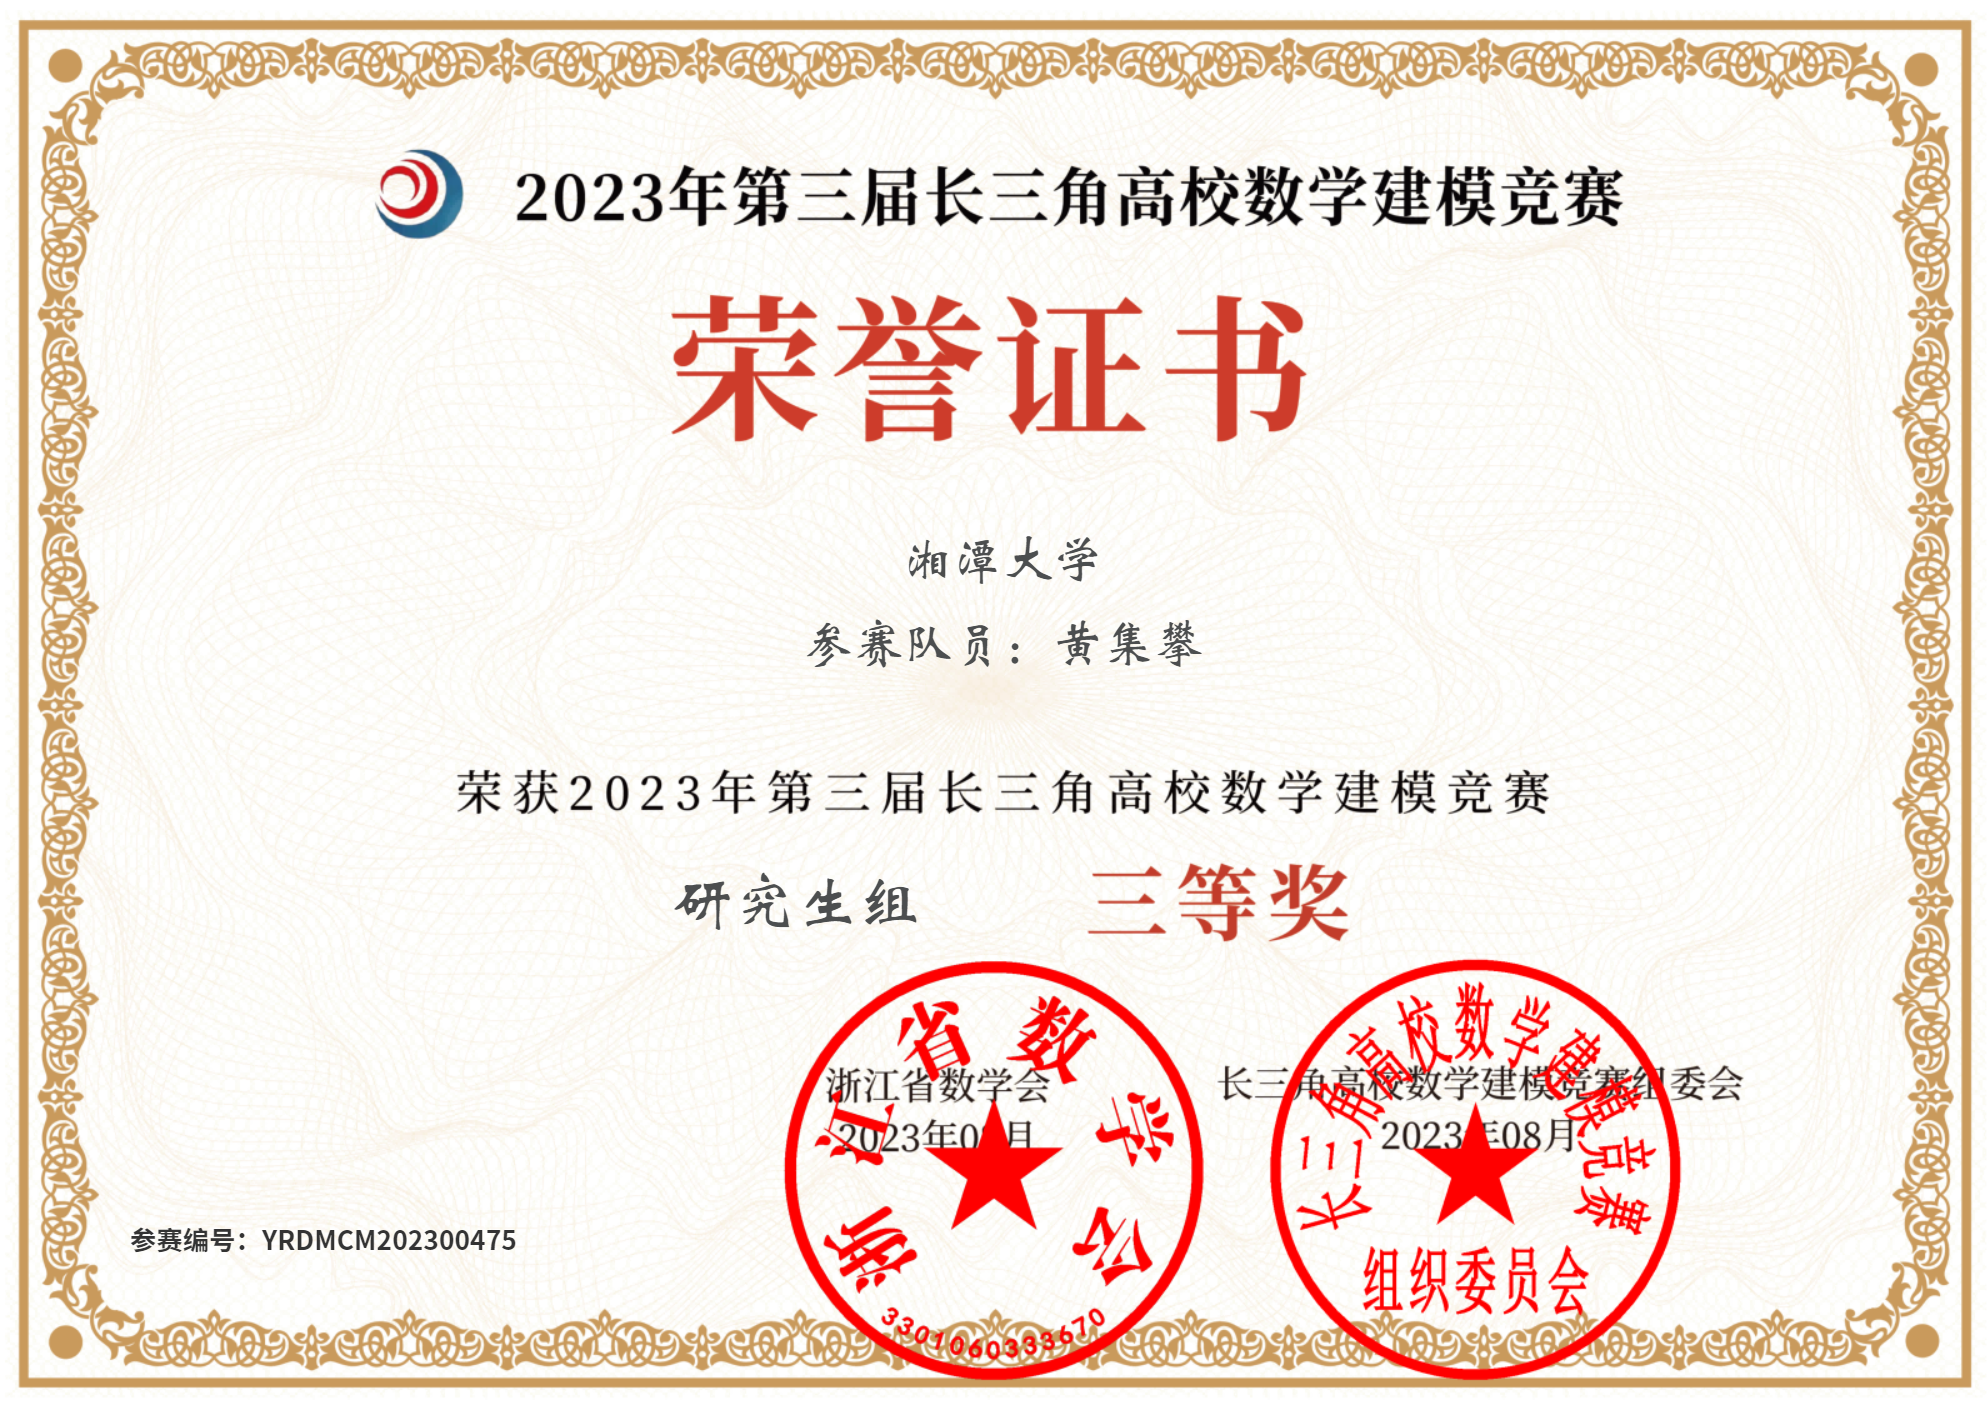 2023年第三届长三角高校数学建模竞赛
荣誉证书
湘潭大学
参赛队员：黄集攀
荣获2023年第三届长三角高校数学建模竞赛
研究生组 三等奖
浙江省数学会
2023年08月
长三角高校数学建模竞赛组委会
2023年08月
浙江省数学会
3301060333670
长三角高校数学建模竞赛
组织委员会
参赛编号：YRDMCM202300475